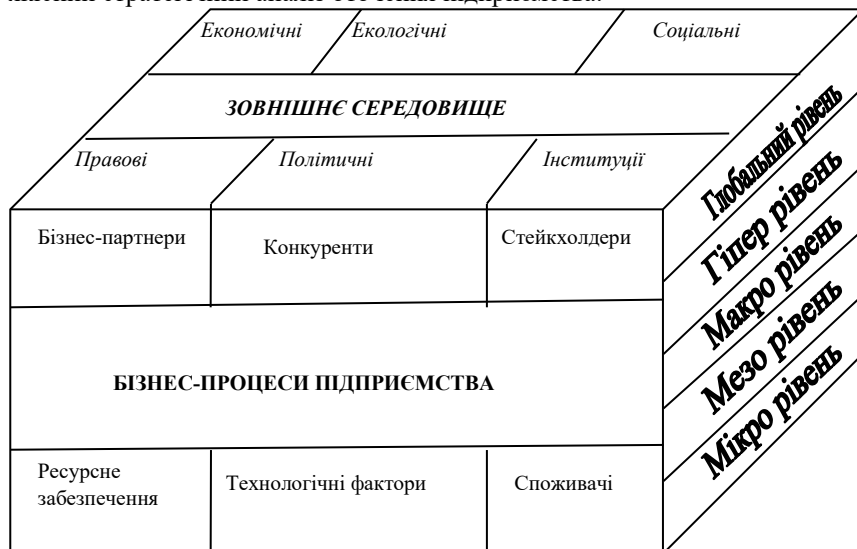 Економічні Екологічні Соціальні
ЗОВНІШНЄ СЕРЕДОВИЩЕ
Правові Політичні Інституції
Бізнес-партнери Конкуренти Стейкхолдери
БІЗНЕС-ПРОЦЕСИ ПІДПРИЄМСТВА
Ресурсне
забезпечення Технологічні фактори Споживачі
Глобальний рівень
Гіпер рівень
Макро рівень
Мезо рівень
Мікро рівень